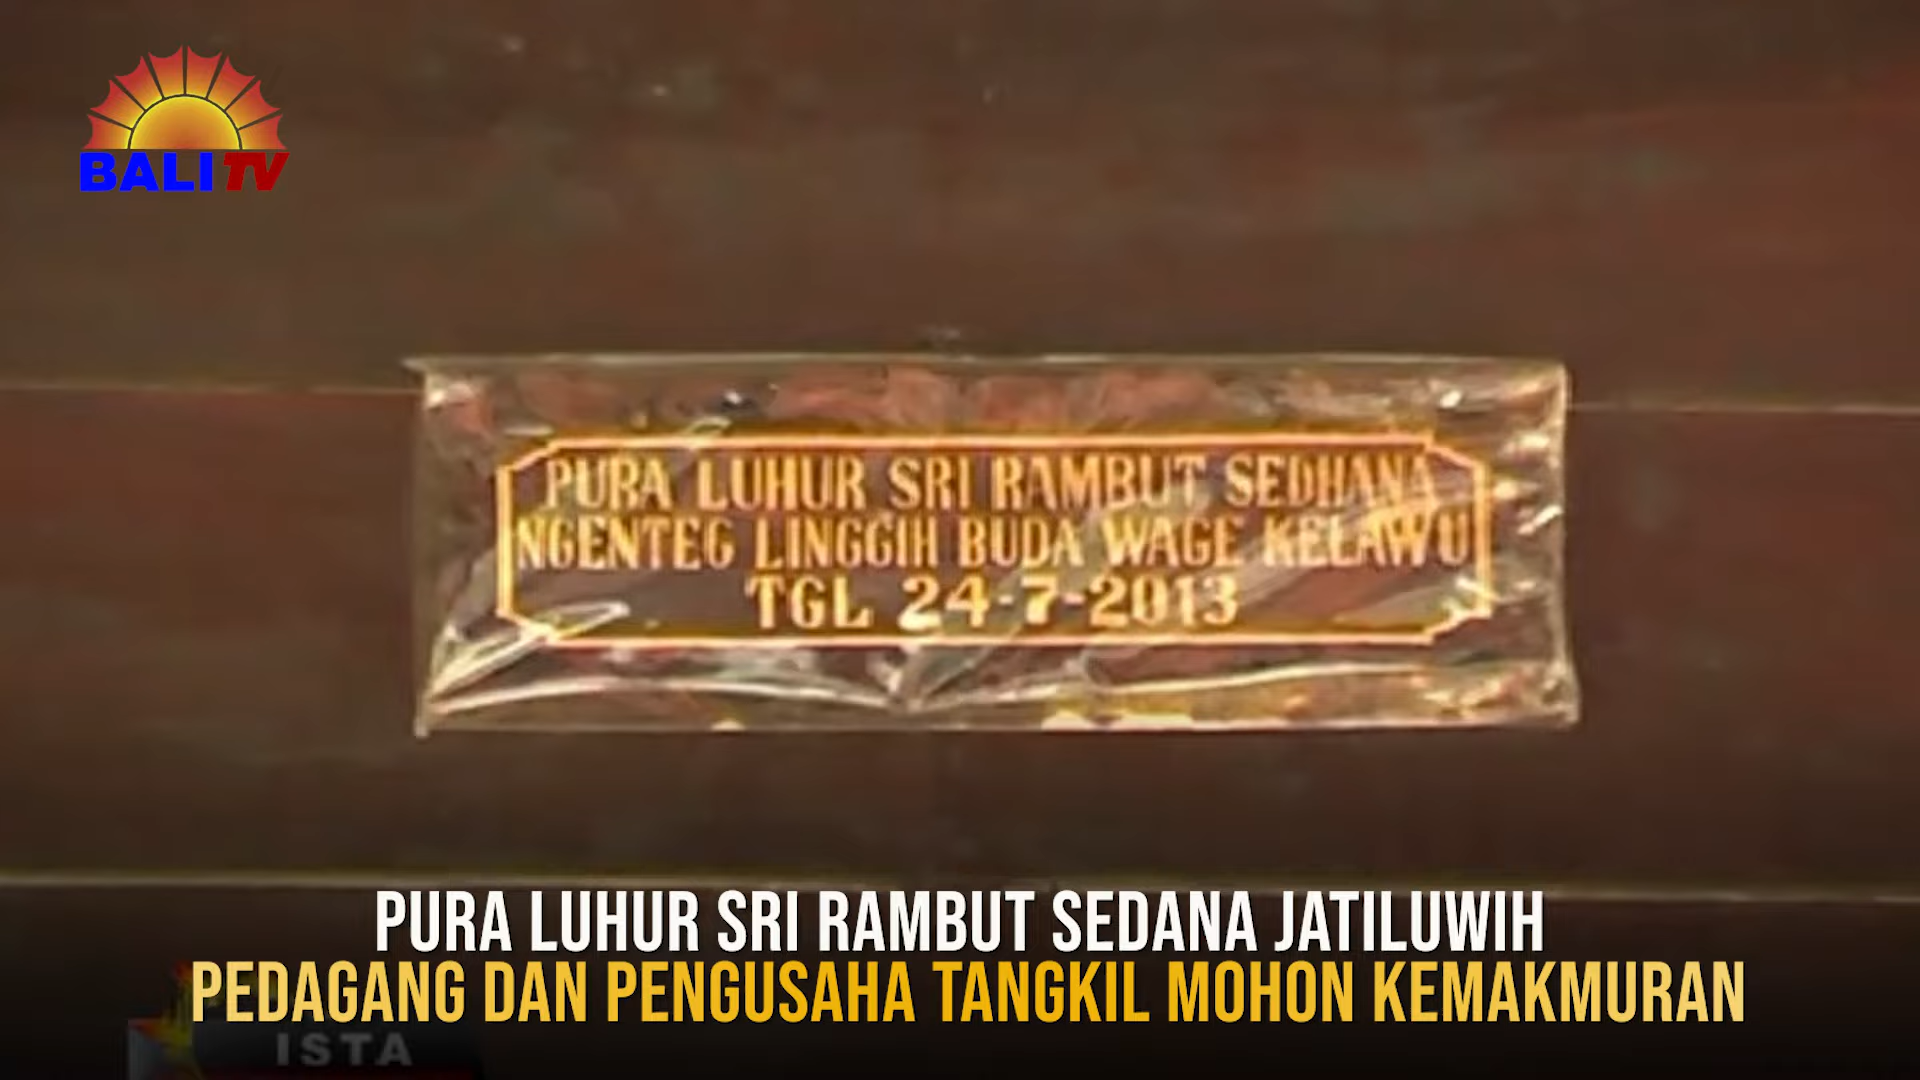 BALI TV
PURA LUHUR SRI RAMBUT SEDHANA
NGENTEG LINGGIH BUDA WAGE KELAWU
TGL 24-7-2013
PURA LUHUR SRI RAMBUT SEDANA JATILUWIH
PEDAGANG DAN PENGUSAHA TANGKIL MOHON KEMAKMURAN
ISTA